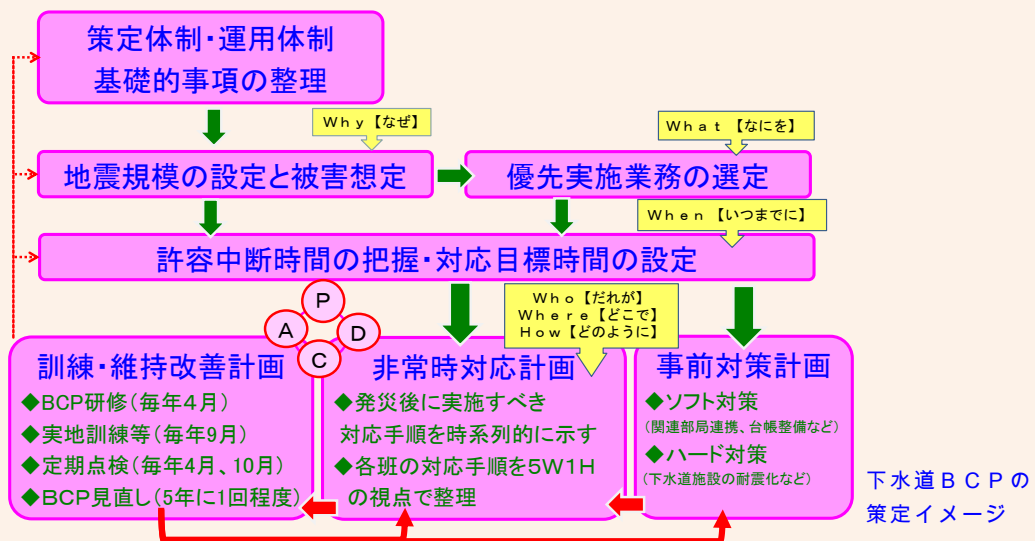 策定体制・運用体制
基礎的事項の整理
Why【なぜ】
What【なにを】
地震規模の設定と被害想定
優先実施業務の選定
When【いつまでに】
許容中断時間の把握・対応目標時間の設定
P
A
D
C
Who【だれが】
Where【どこで】
How【どのように】
訓練・維持改善計画
◆BCP研修(毎年4月)
◆実地訓練等(毎年9月)
◆定期点検(毎年4月、10月)
◆BCP見直し(5年に1回程度)
非常時対応計画
◆発災後に実施すべき
対応手順を時系列的に示す
◆各班の対応手順を5W1H
の視点で整理
事前対策計画
◆ソフト対策
(関連部局連携、台帳整備など)
◆ハード対策
(下水道施設の耐震化など)
下水道BCPの
策定イメージ